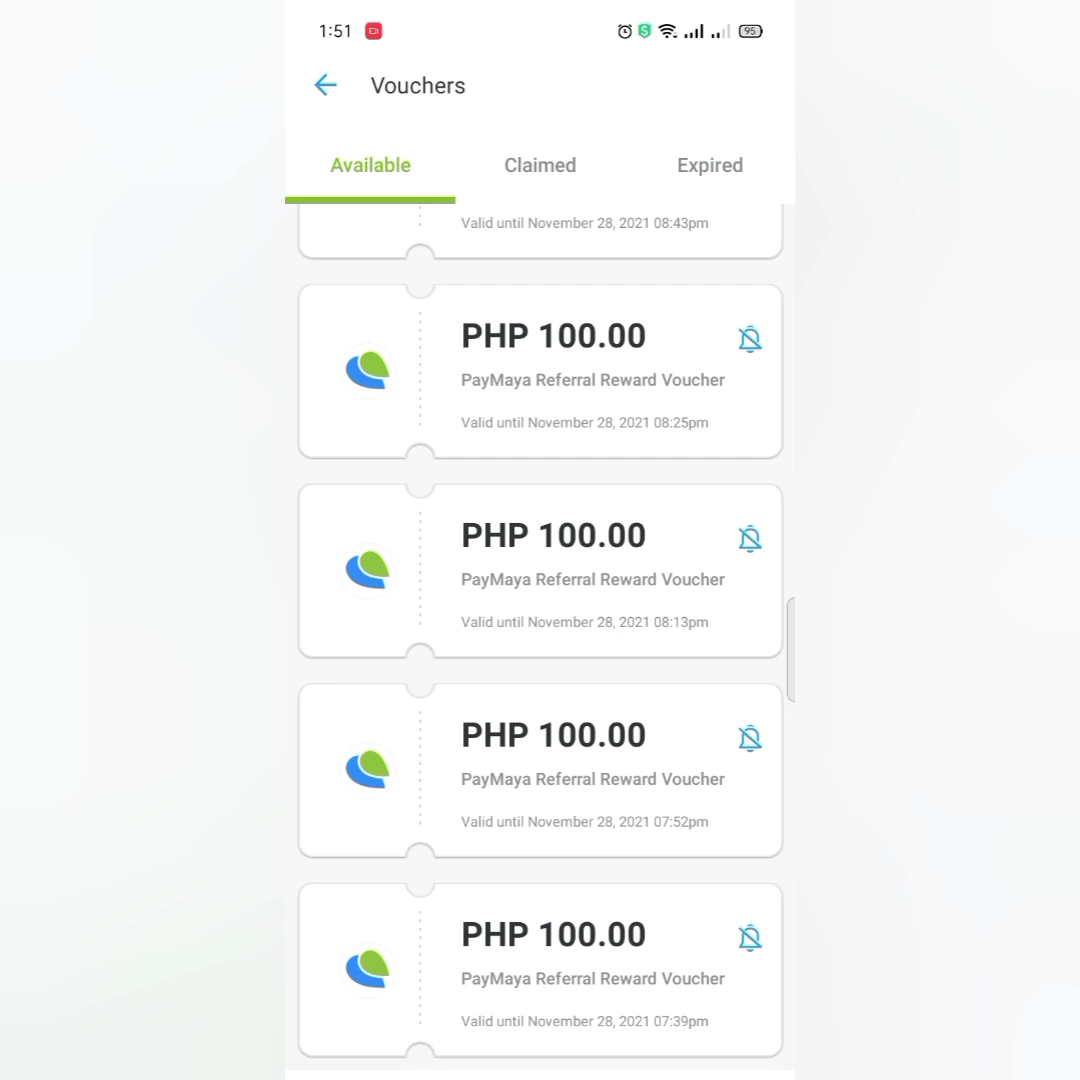 1:51
95
Vouchers
Available Claimed Expired
Valid until November 28, 2021 08:43pm
PHP 100.00
PayMaya Referral Reward Voucher
Valid until November 28, 2021 08:25pm
PHP 100.00
PayMaya Referral Reward Voucher
Valid until November 28, 2021 08:13pm
PHP 100.00
PayMaya Referral Reward Voucher
Valid until November 28, 2021 07:52pm
PHP 100.00
PayMaya Referral Reward Voucher
Valid until November 28, 2021 07:39pm